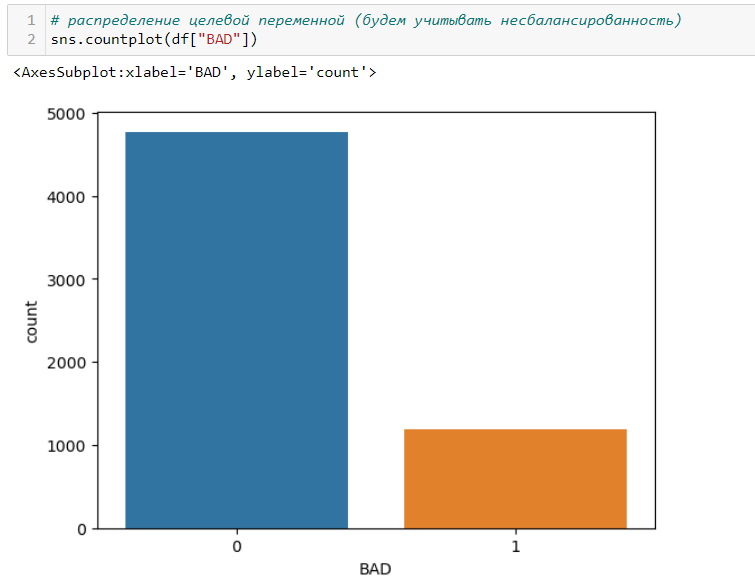 1 # распределение целевой переменной (будем учитывать несбалансированность)
2 sns.countplot(df["BAD"])
<AxesSubplot:xlabel='BAD', ylabel='count'>
5000
4000
3000
2000
1000
0
count
0 1
BAD